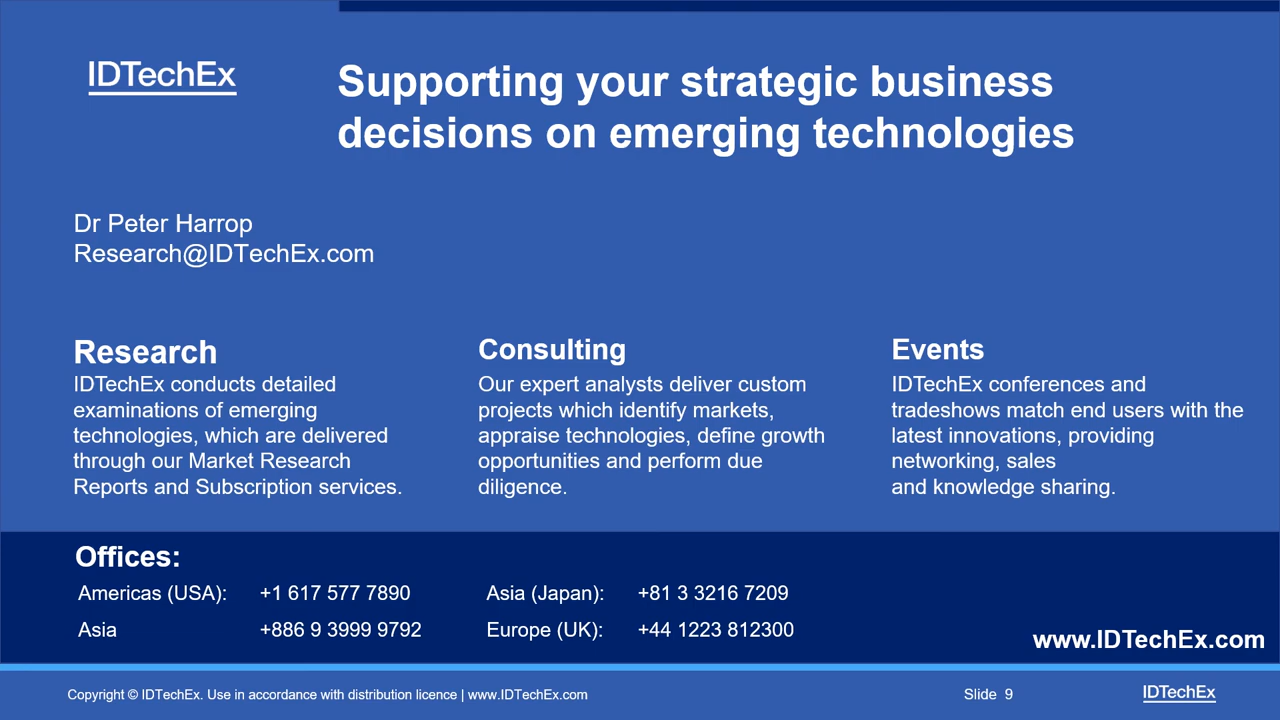 IDTechEx
Supporting your strategic business
decisions on emerging technologies
Dr Peter Harrop
Research@IDTechEx.com
Research
IDTechEx conducts detailed
examinations of emerging
technologies, which are delivered
through our Market Research
Reports and Subscription services.
Consulting
Our expert analysts deliver custom
projects which identify markets,
appraise technologies, define growth
opportunities and perform due
diligence.
Events
IDTechEx conferences and
tradeshows match end users with the
latest innovations, providing
networking, sales
and knowledge sharing.
Offices:
Americas (USA): +1 617 577 7890 Asia (Japan): +81 3 3216 7209
Asia +886 9 3999 9792 Europe (UK): +44 1223 812300
www.IDTechEx.com
Copyright © IDTechEx. Use in accordance with distribution licence | www.IDTechEx.com Slide 9 IDTechEx